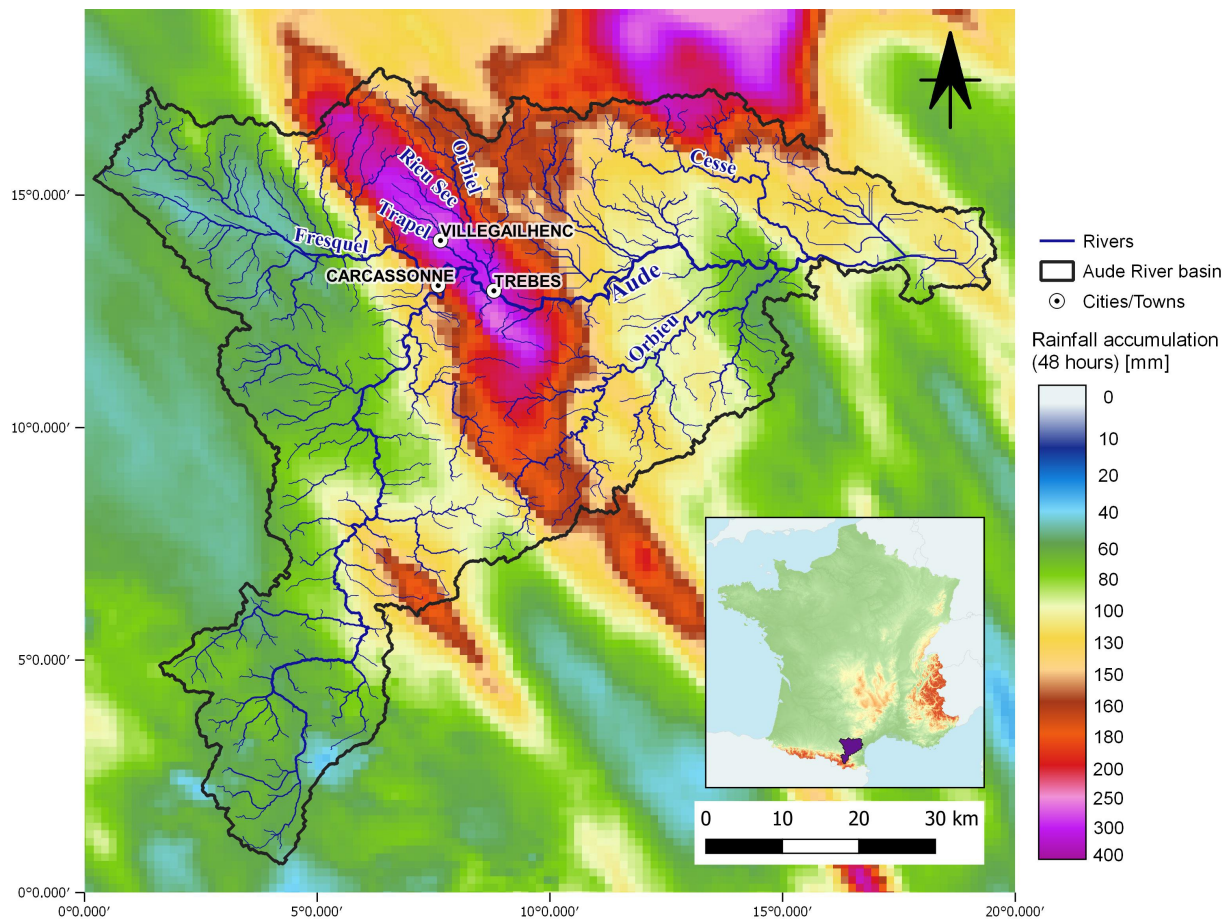 Orbiel
Rieu Sec
Cesse
15°0.000′
Trapel
VILLEGAILHENC
Fresquel
CARCASSONNE
TREBES
Aude
Orbieu
10°0.000′
5°0.000′
0°0.000′
0°0.000′
5°0.000′
10°0.000′
15°0.000′
20°0.000′
0
10
20
30 km
Rivers
Aude River basin
Cities/Towns
Rainfall accumulation
(48 hours) [mm]
0
10
20
40
60
80
100
130
150
160
180
200
250
300
400